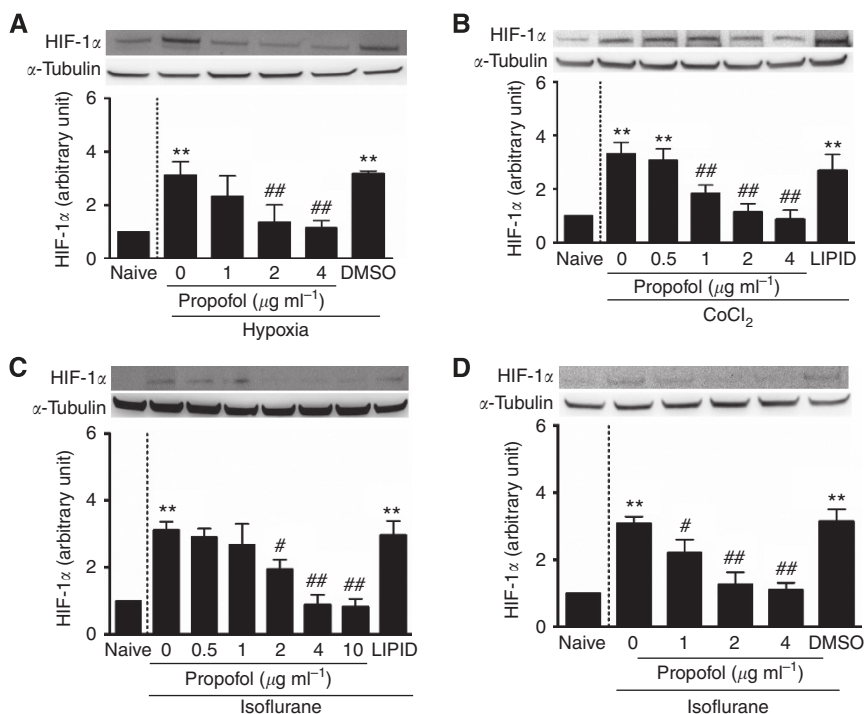 A
HIF-1α
α-Tubulin
HIF-1α (arbitrary unit)
6
4
2
0
**
##
##
**
Naive 0 1 2 4 DMSO
Propofol (μg ml⁻¹)
Hypoxia
B
HIF-1α
α-Tubulin
HIF-1α (arbitrary unit)
6
4
2
0
**
**
##
##
##
**
Naive 0 0.5 1 2 4 LIPID
Propofol (μg ml⁻¹)
CoCl₂
C
HIF-1α
α-Tubulin
HIF-1α (arbitrary unit)
6
4
2
0
**
#
##
##
**
Naive 0 0.5 1 2 4 10 LIPID
Propofol (μg ml⁻¹)
Isoflurane
D
HIF-1α
α-Tubulin
HIF-1α (arbitrary unit)
6
4
2
0
**
#
##
##
**
Naive 0 1 2 4 DMSO
Propofol (μg ml⁻¹)
Isoflurane